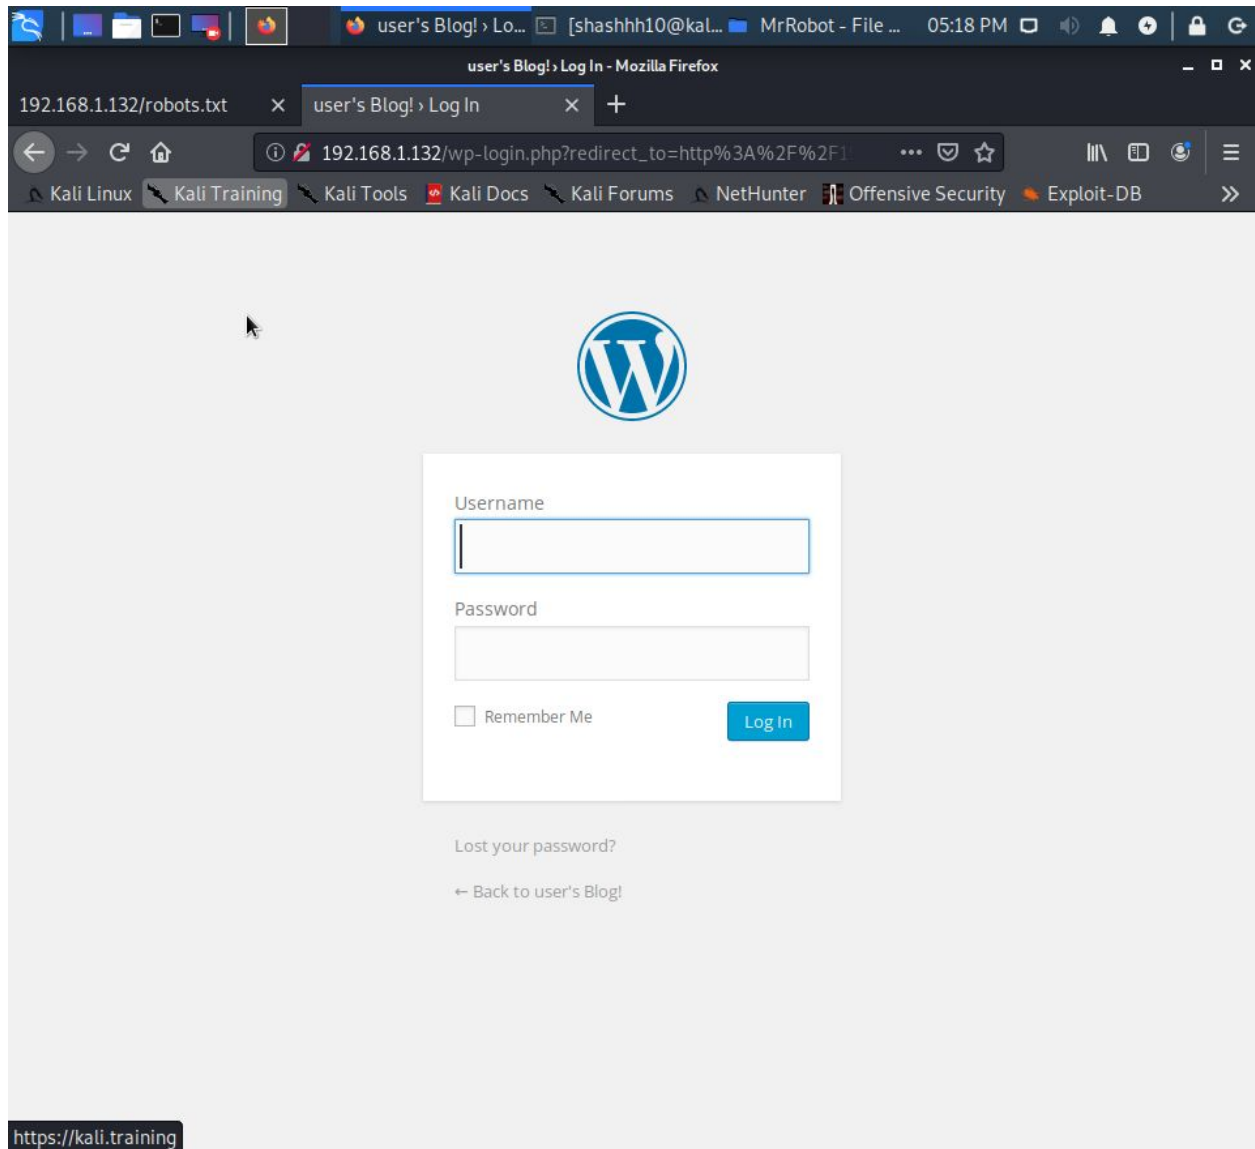 user's Blog! › Lo... [shashhh10@kal... MrRobot - File ... 05:18 PM
user's Blog! › Log In - Mozilla Firefox
192.168.1.132/robots.txt user's Blog! › Log In
192.168.1.132/wp-login.php?redirect_to=http%3A%2F%2F1
Kali Linux Kali Training Kali Tools Kali Docs Kali Forums NetHunter Offensive Security Exploit-DB
Username
Password
Remember Me Log In
Lost your password?
← Back to user's Blog!
https://kali.training